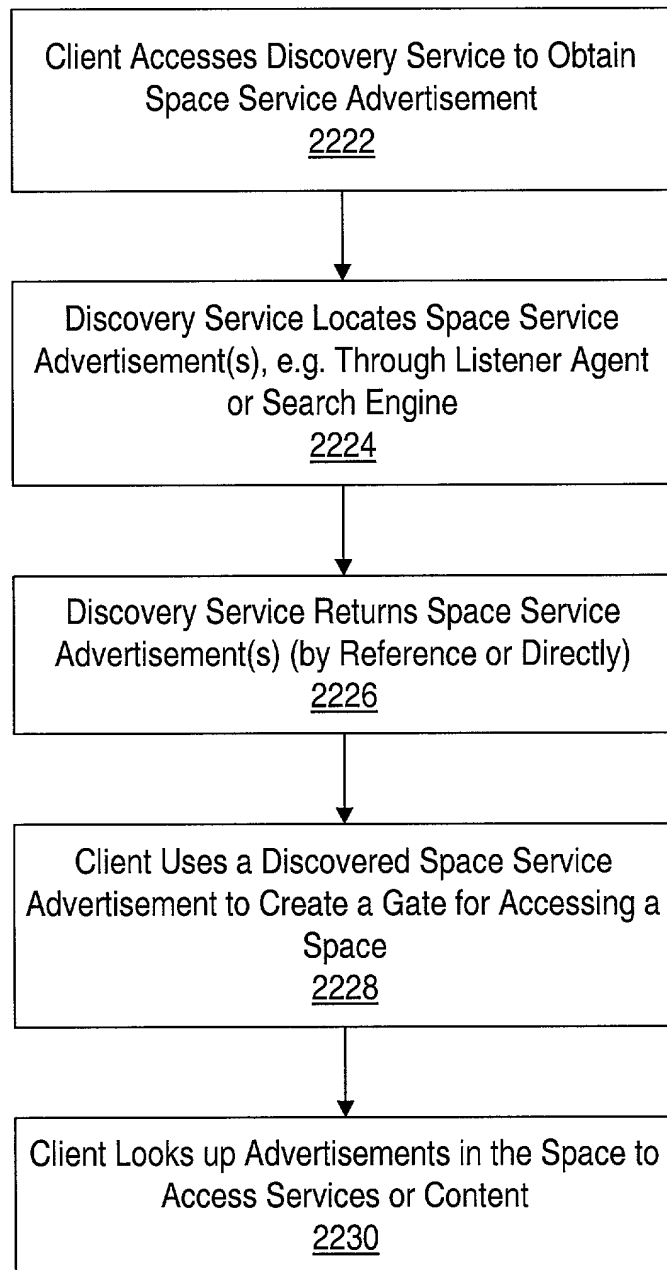 Client Accesses Discovery Service to Obtain
Space Service Advertisement
2222
Discovery Service Locates Space Service
Advertisement(s), e.g. Through Listener Agent
or Search Engine
2224
Discovery Service Returns Space Service
Advertisement(s) (by Reference or Directly)
2226
Client Uses a Discovered Space Service
Advertisement to Create a Gate for Accessing a
Space
2228
Client Looks up Advertisements in the Space to
Access Services or Content
2230